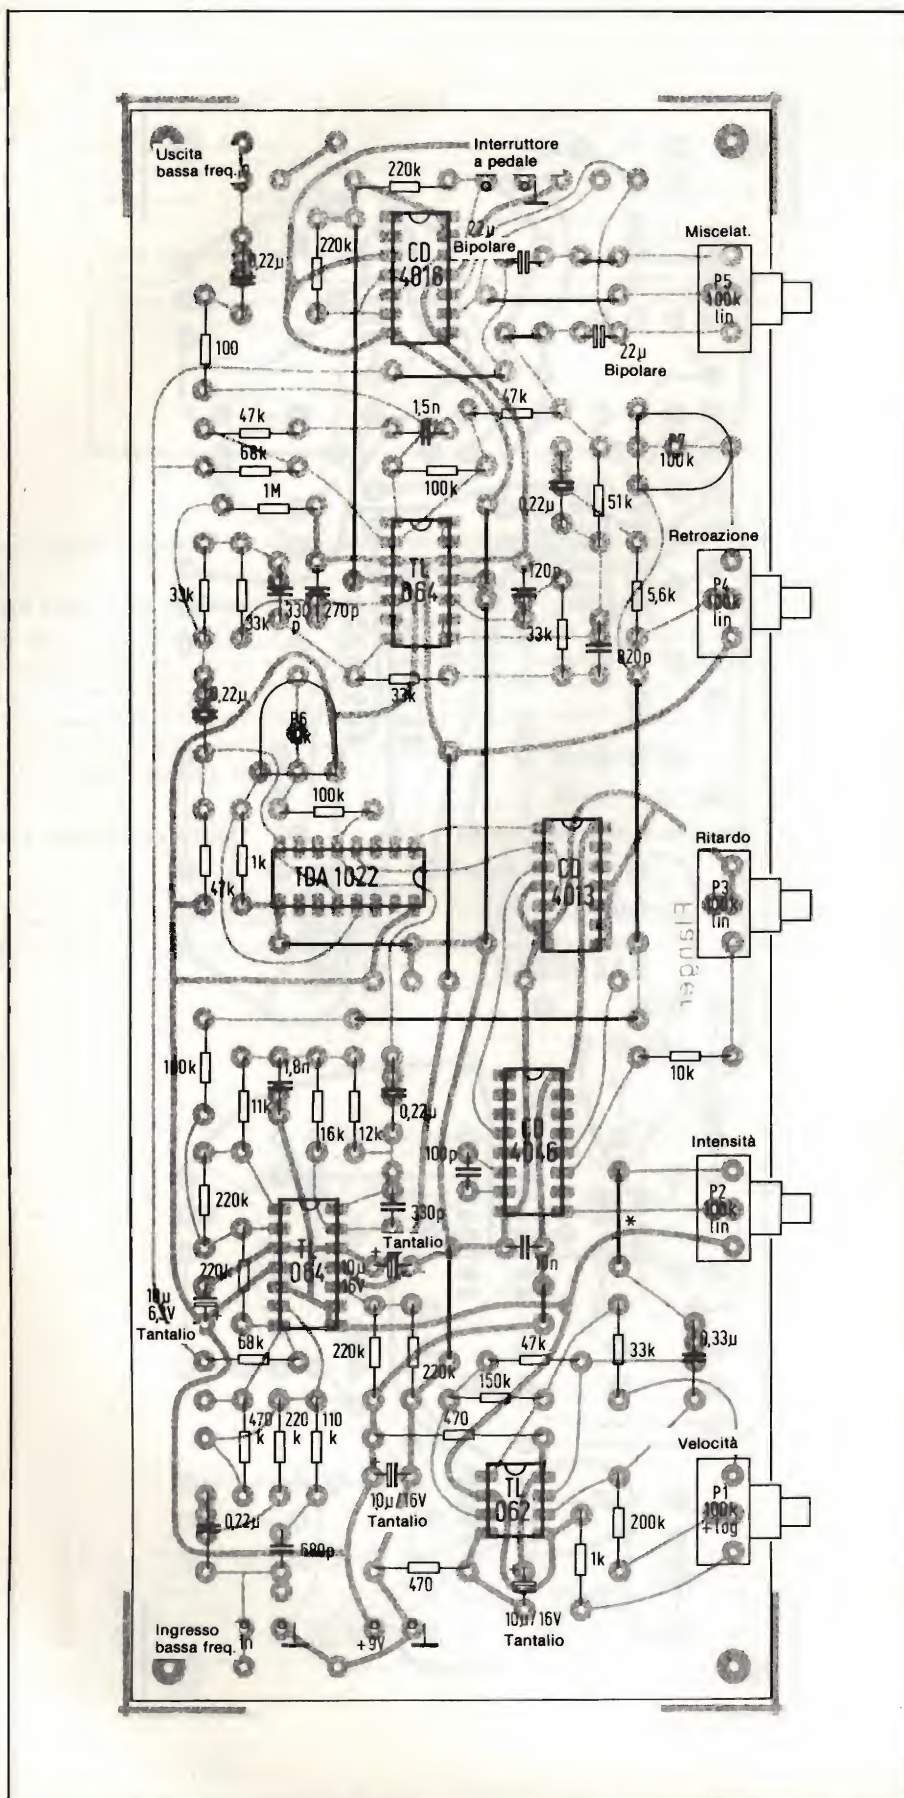 Uscita
bassa freq.
Interruttore
a pedale
220k
220k
0,22µ
CD
4016
22µ
Bipolare
Miscelat.
P5
100k
lin
100
22µ
Bipolare
47k
1,5n
47k
68k
100k
1M
0,22µ
51k
P7
100k
Retroazione
33k
33k
330
p
270p
TL
064
120p
33k
5,6k
820p
P4
100k
lin
33k
0,22µ
P6
100k
47k
1k
TDA 1022
CD
4013
Ritardo
P3
100k
lin
Flanger
100k
11k
1,8n
16k
12k
0,22µ
10k
CD
4046
100p
Intensità
P2
100k
lin
*
220k
330p
Tantalio
TL
064
220k
10µ
16V
+
10n
10µ
6,3V
+
Tantalio
68k
220k
220k
47k
33k
0,33µ
150k
470
k
220
k
110
k
470
Velocità
P1
100k
+log
10µ/16V
Tantalio
TL
062
200k
0,22µ
680p
470
1k
+
10µ/16V
Tantalio
Ingresso
bassa freq.
in
+9V